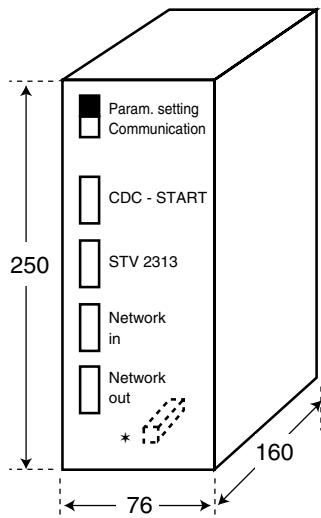 Param. setting
Communication
CDC - START
250
STV 2313
Network
in
Network
out
*
160
76